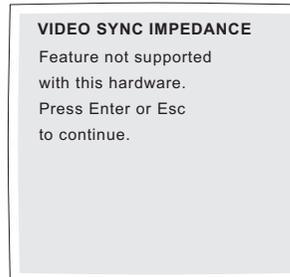 VIDEO SYNC IMPEDANCE
Feature not supported
with this hardware.
Press Enter or Esc
to continue.